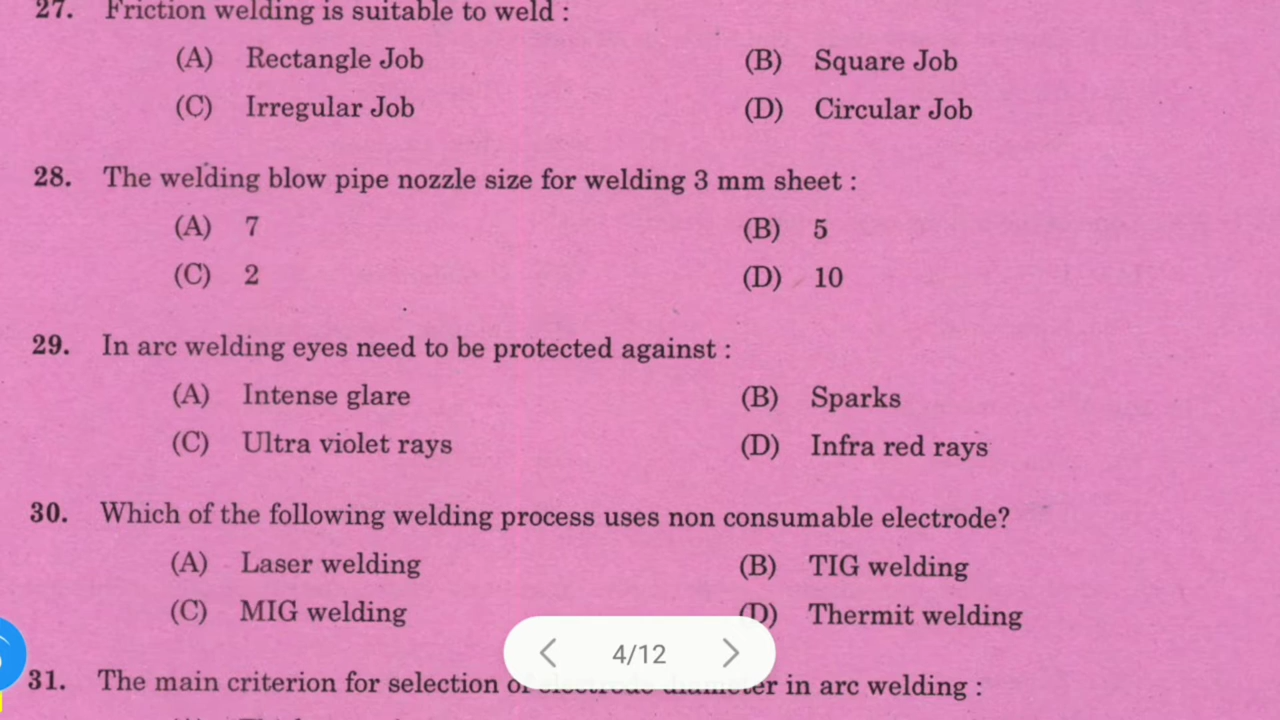 27. Friction welding is suitable to weld :
(A) Rectangle Job (B) Square Job
(C) Irregular Job (D) Circular Job
28. The welding blow pipe nozzle size for welding 3 mm sheet :
(A) 7 (B) 5
(C) 2 (D) 10
29. In arc welding eyes need to be protected against :
(A) Intense glare (B) Sparks
(C) Ultra violet rays (D) Infra red rays
30. Which of the following welding process uses non consumable electrode?
(A) Laser welding (B) TIG welding
(C) MIG welding (D) Thermit welding
4/12
31. The main criterion for selection of electrode diameter in arc welding :